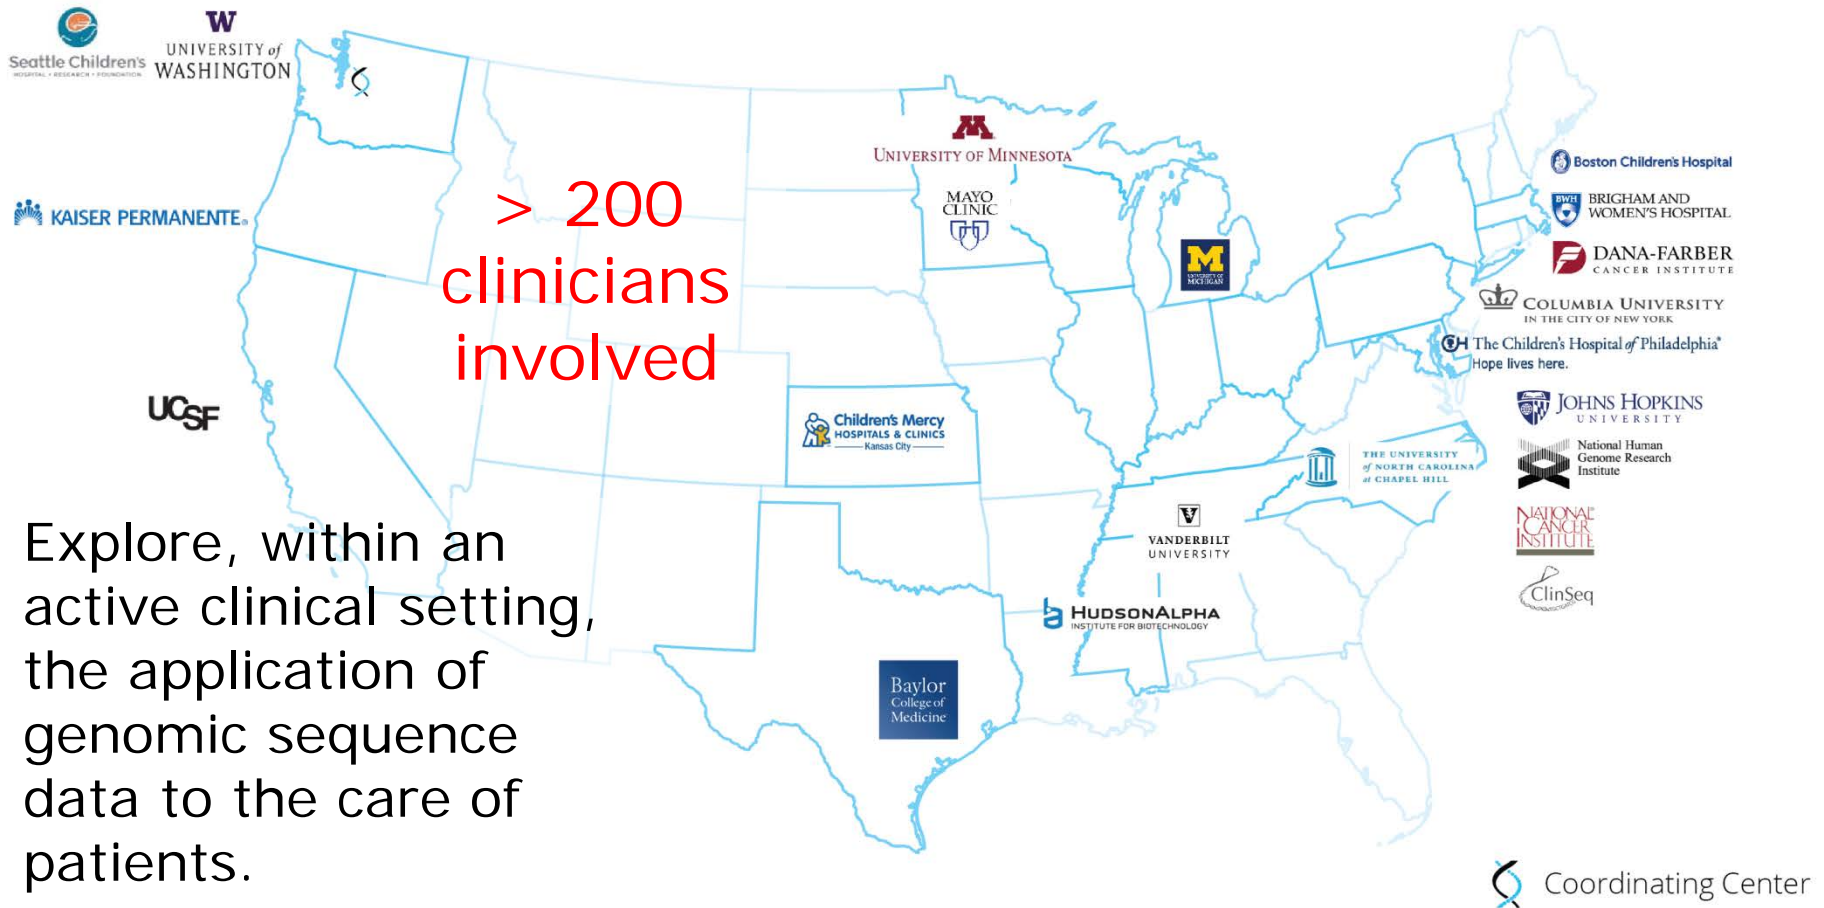 Seattle Children's
HOSPITAL • RESEARCH • FOUNDATION
W
UNIVERSITY of
WASHINGTON
KAISER PERMANENTE®
UCSF
> 200
clinicians
involved
Explore, within an
active clinical setting,
the application of
genomic sequence
data to the care of
patients.
M
UNIVERSITY OF MINNESOTA
MAYO
CLINIC
M
UNIVERSITY OF
MICHIGAN
Children's Mercy
HOSPITALS & CLINICS
Kansas City
V
VANDERBILT
UNIVERSITY
HUDSONALPHA
INSTITUTE FOR BIOTECHNOLOGY
Baylor
College of
Medicine
THE UNIVERSITY
of NORTH CAROLINA
at CHAPEL HILL
Boston Children's Hospital
BWH
BRIGHAM AND
WOMEN'S HOSPITAL
DANA-FARBER
CANCER INSTITUTE
COLUMBIA UNIVERSITY
IN THE CITY OF NEW YORK
CH The Children's Hospital of Philadelphia®
Hope lives here.
JOHNS HOPKINS
UNIVERSITY
National Human
Genome Research
Institute
NATIONAL
CANCER
INSTITUTE
ClinSeq
Coordinating Center